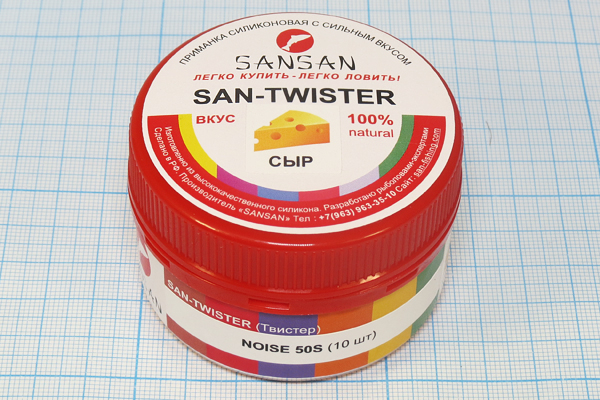 ПРИМАНКА СИЛИКОНОВАЯ С СИЛЬНЫМ ВКУСОМ
SANSAN
ЛЕГКО КУПИТЬ - ЛЕГКО ЛОВИТЬ!
SAN-TWISTER
ВКУС
100%
natural
СЫР
Изготовлено из высококачественного силикона. Разработано рыболовами-экспертами
Сделано в РФ. Производитель «SANSAN» Тел : +7(963) 963-35-10 Сайт: san-fishing.com
SAN-TWISTER (Твистер)
NOISE 50S (10 шт)